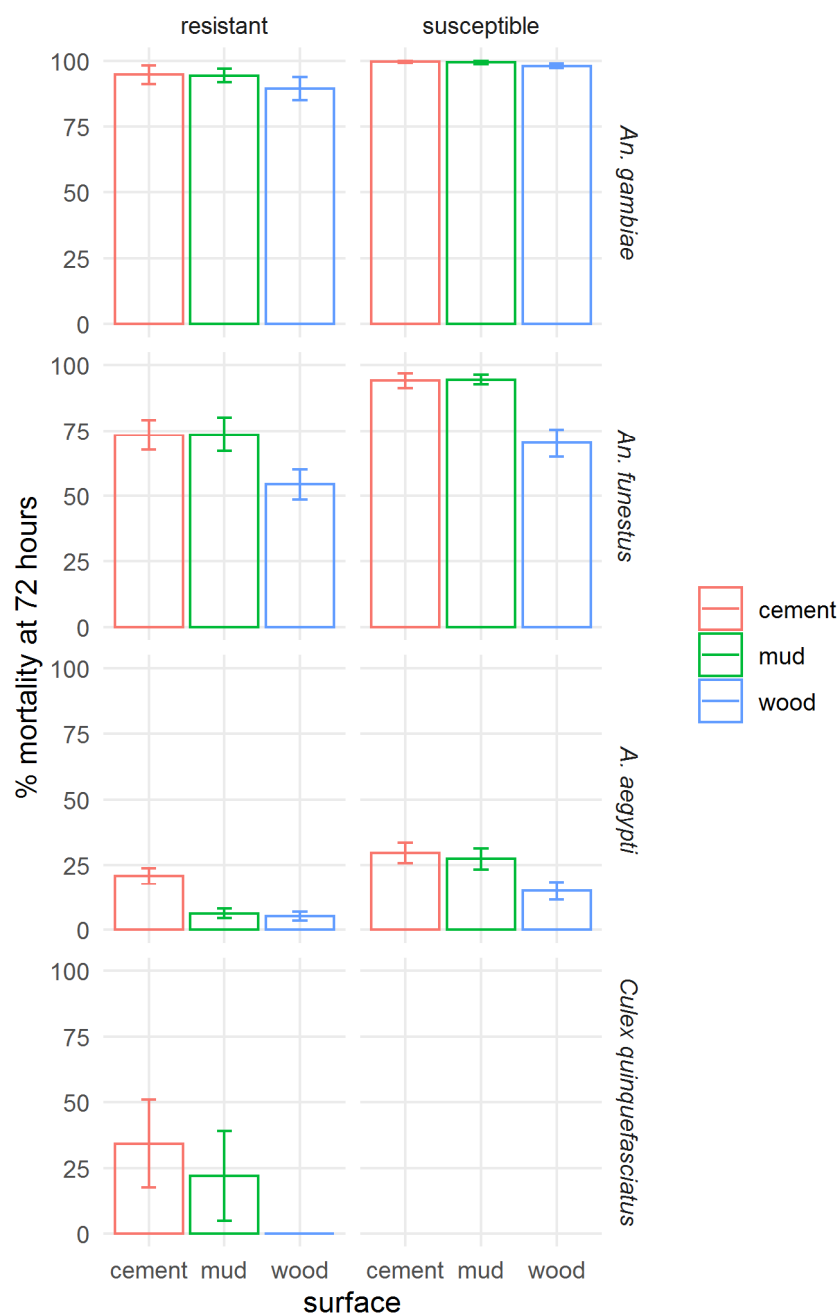 resistant susceptible
100
75
50
25
0
An. gambiae
100
75
50
25
0
An. funestus
100
75
50
25
0
A. aegypti
100
75
50
25
0
Culex quinquefasciatus
% mortality at 72 hours
cement mud wood cement mud wood
surface
cement
mud
wood